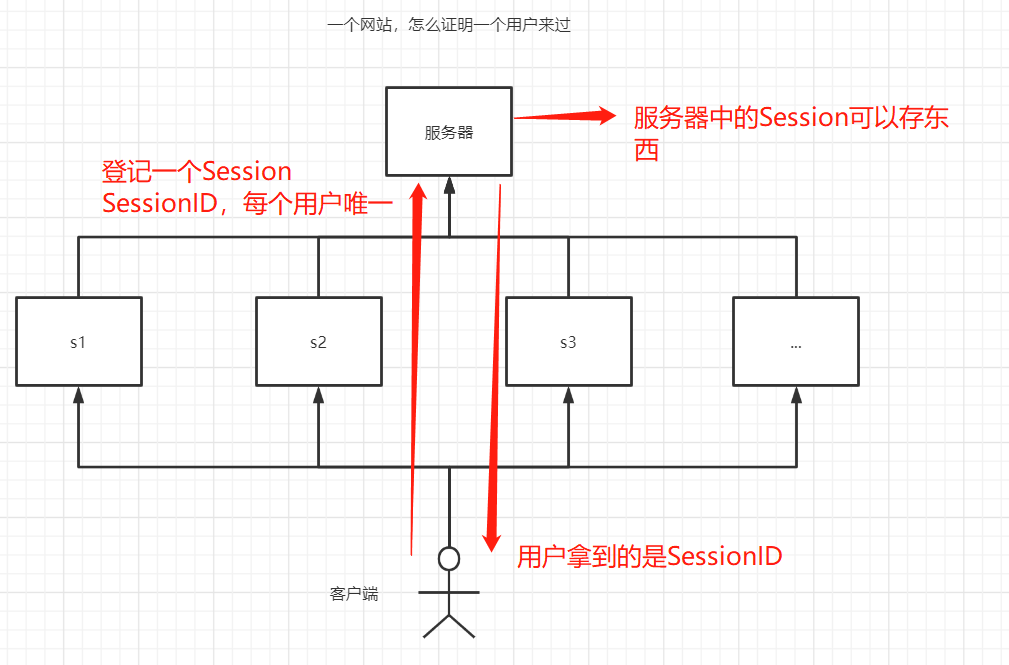 一个网站，怎么证明一个用户来过
服务器
服务器中的Session可以存东
西
登记一个Session
SessionID，每个用户唯一
s1
s2
s3
...
用户拿到的是SessionID
客户端